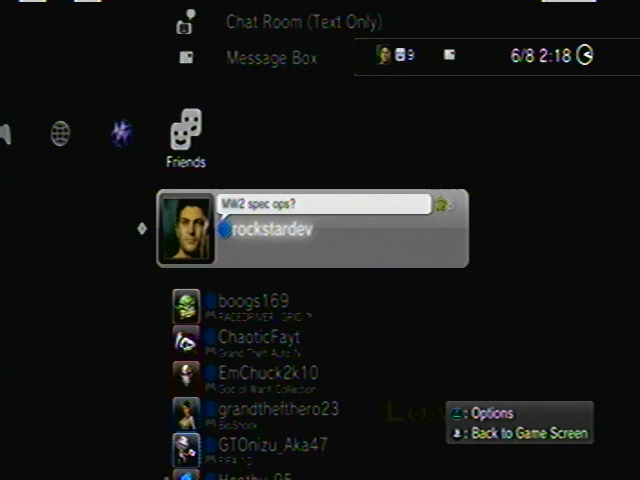 Chat Room (Text Only)
Message Box
9
6/8 2:18
Friends
MW2 spec ops?
rockstardev
boogs169
ChaoticFayt
Grand Theft Auto IV
EmChuck2k10
God of War® Collection
grandthefthero23
BioShock
: Options
GTOnizu_Aka47
: Back to Game Screen
FIFA 10